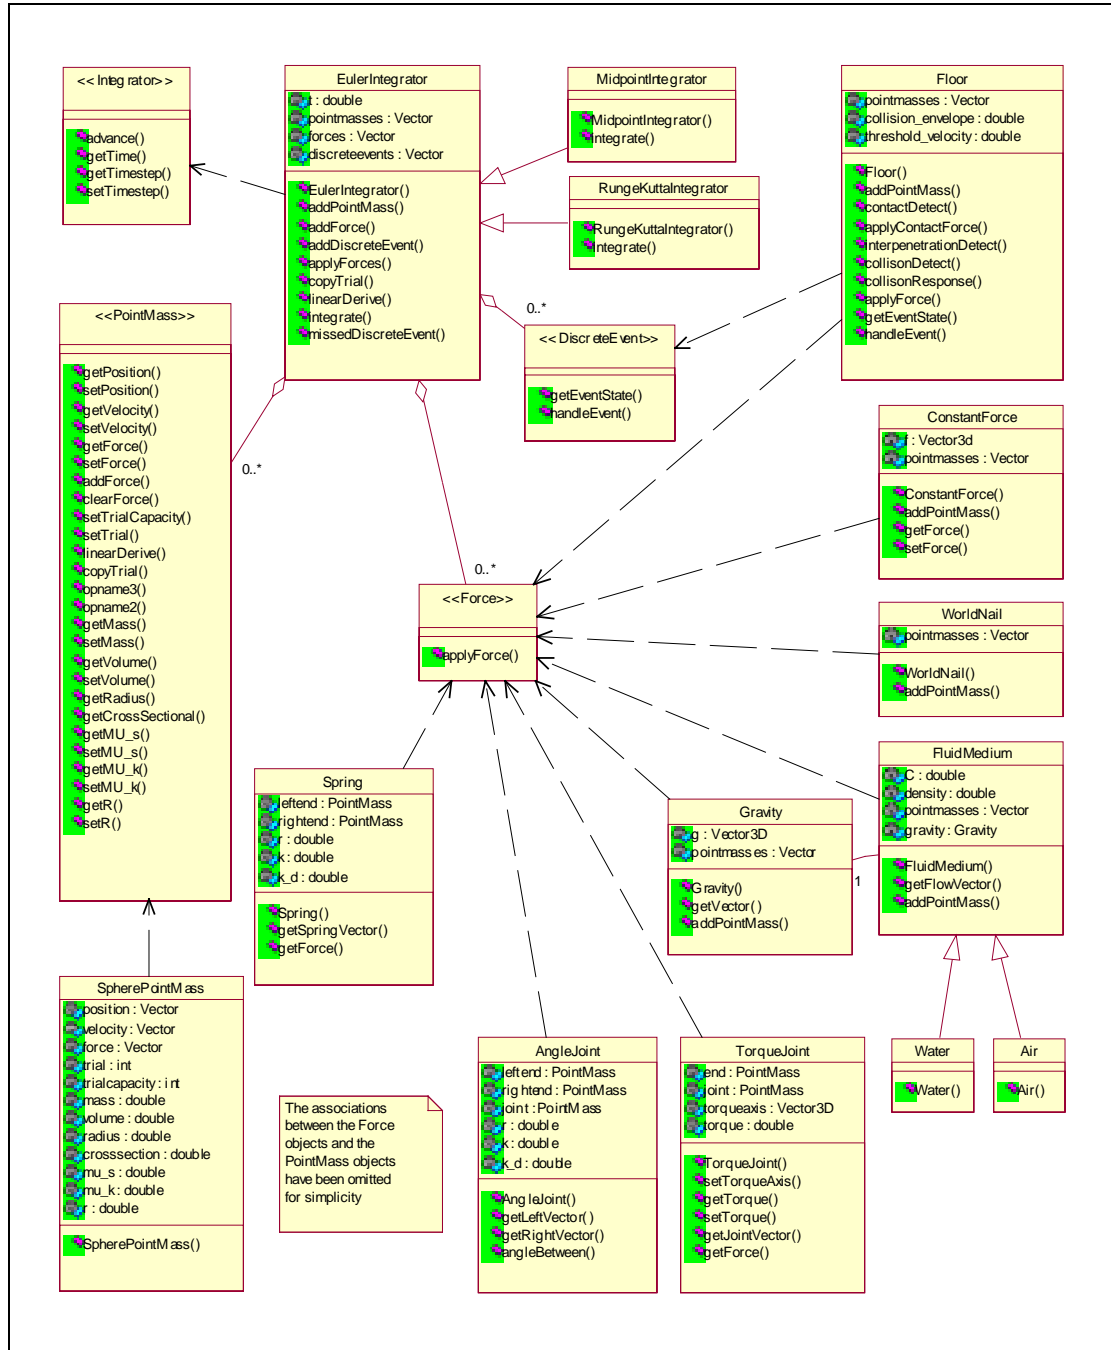 <<Integrator>>
advance()
getTime()
getTimestep()
setTimestep()
EulerIntegrator
t : double
pointmasses : Vector
forces : Vector
discreteevents : Vector
EulerIntegrator()
addPointMass()
addForce()
addDiscreteEvent()
applyForces()
copyTrial()
linearDerive()
integrate()
missedDiscreteEvent()
MidpointIntegrator
MidpointIntegrator()
Integrate()
RungeKuttaIntegrator
RungeKuttaIntegrator()
Integrate()
Floor
pointmasses : Vector
collision_envelope : double
threshold_velocity : double
Floor()
addPointMass()
contactDetect()
applyContactForce()
interpenetrationDetect()
collisonDetect()
collisonResponse()
applyForce()
getEventState()
handleEvent()
0..*
<<DiscreteEvent>>
getEventState()
handleEvent()
<<PointMass>>
getPosition()
setPosition()
getVelocity()
setVelocity()
getForce()
setForce()
addForce()
clearForce()
setTrialCapacity()
setTrial()
linearDerive()
copyTrial()
opname3()
opname2()
getMass()
setMass()
getVolume()
setVolume()
getRadius()
getCrossSectional()
getMU_s()
setMU_s()
getMU_k()
setMU_k()
getR()
setR()
0..*
0..*
<<Force>>
applyForce()
ConstantForce
f : Vector3d
pointmasses : Vector
ConstantForce()
addPointMass()
getForce()
setForce()
WorldNail
pointmasses : Vector
WorldNail()
addPointMass()
FluidMedium
C : double
density : double
pointmasses : Vector
gravity : Gravity
FluidMedium()
getFlowVector()
addPointMass()
Spring
leftend : PointMass
rightend : PointMass
r : double
k : double
k_d : double
Spring()
getSpringVector()
getForce()
Gravity
g : Vector3D
pointmasses : Vector
Gravity()
getVector()
addPointMass()
1
SpherePointMass
position : Vector
velocity : Vector
force : Vector
trial : int
trialcapacity : int
mass : double
volume : double
radius : double
crosssection : double
mu_s : double
mu_k : double
r : double
SpherePointMass()
The associations
between the Force
objects and the
PointMass objects
have been omitted
for simplicity
AngleJoint
leftend : PointMass
rightend : PointMass
joint : PointMass
r : double
k : double
k_d : double
AngleJoint()
getLeftVector()
getRightVector()
angleBetween()
TorqueJoint
end : PointMass
joint : PointMass
torqueaxis : Vector3D
torque : double
TorqueJoint()
setTorqueAxis()
getTorque()
setTorque()
getJointVector()
getForce()
Water
Water()
Air
Air()